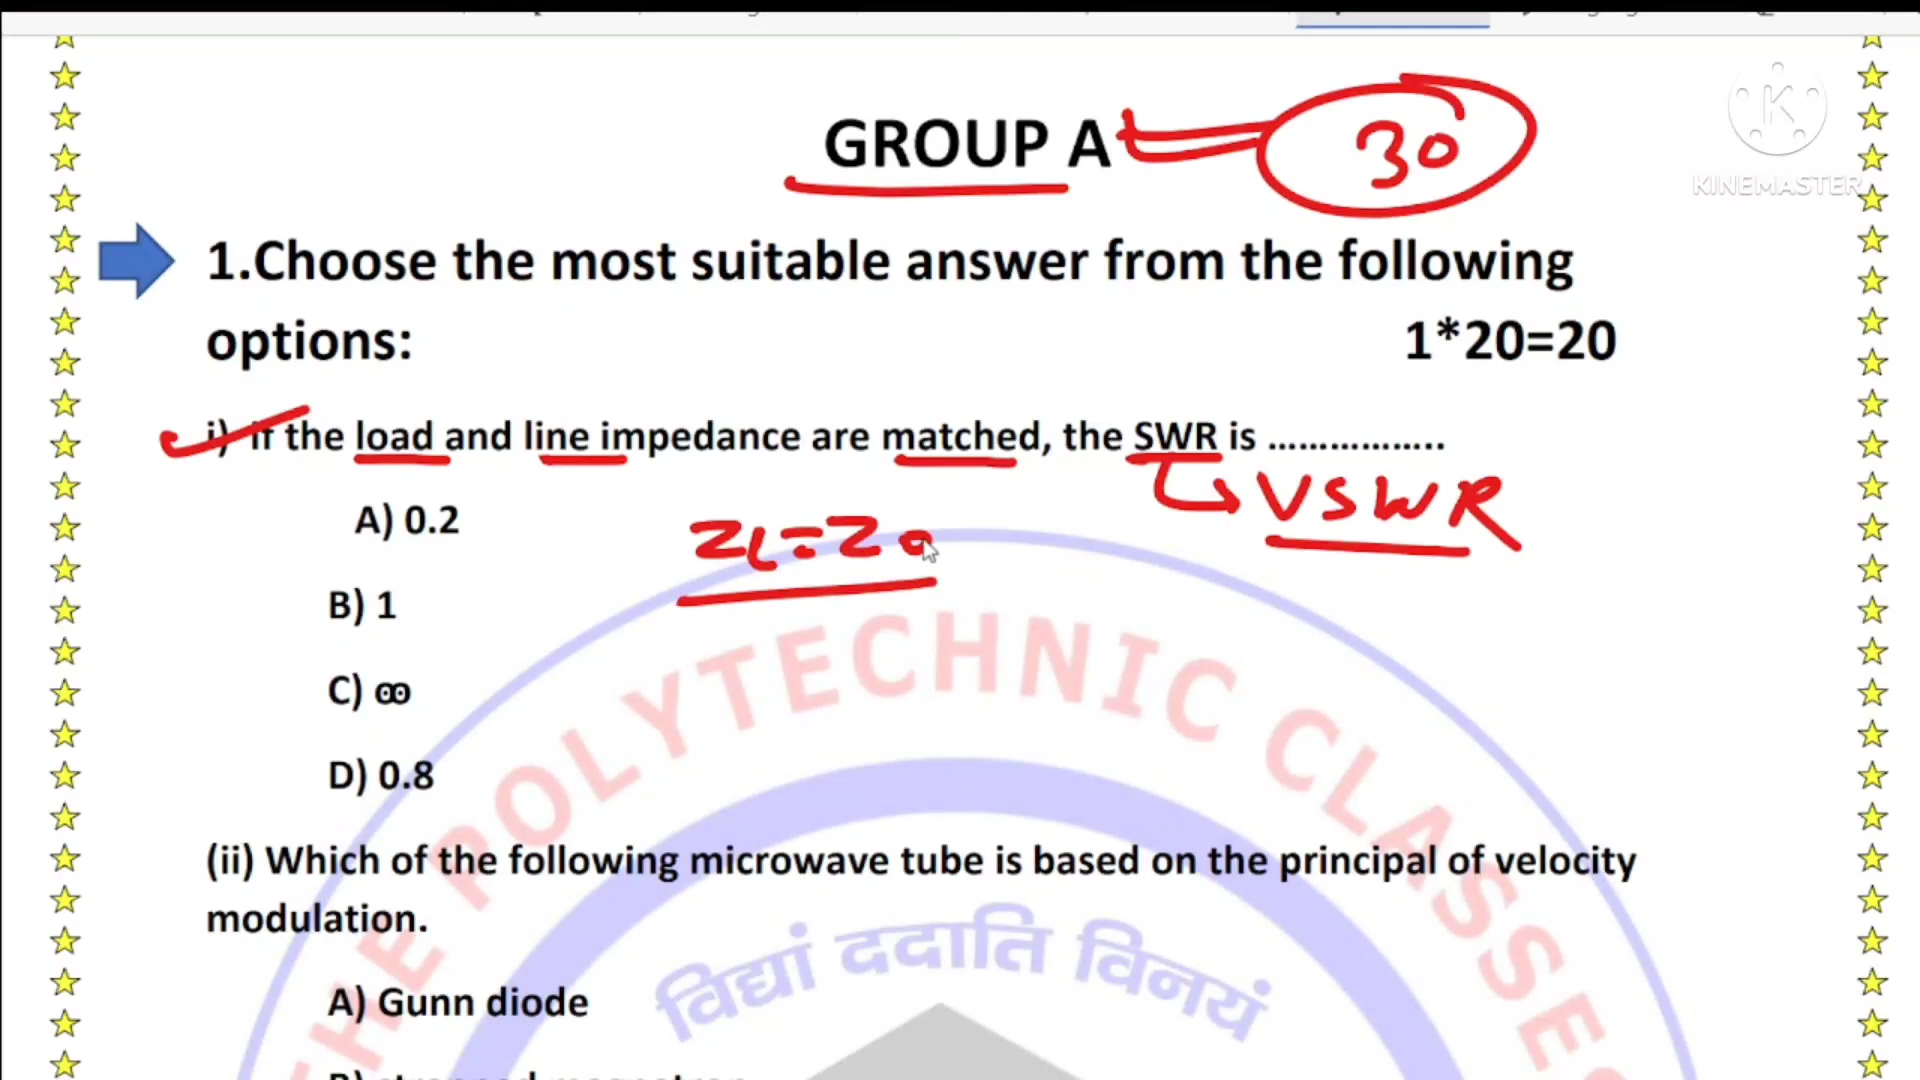 GROUP A
30
KINEMASTER
1.Choose the most suitable answer from the following
options: 1*20=20
i) If the load and line impedance are matched, the SWR is ……………..
VSWR
A) 0.2
ZL=Zo
B) 1
C) ꝏ
D) 0.8
THE POLYTECHNIC CLASSES
(ii) Which of the following microwave tube is based on the principal of velocity
modulation.
विद्यां ददाति विनयं
A) Gunn diode